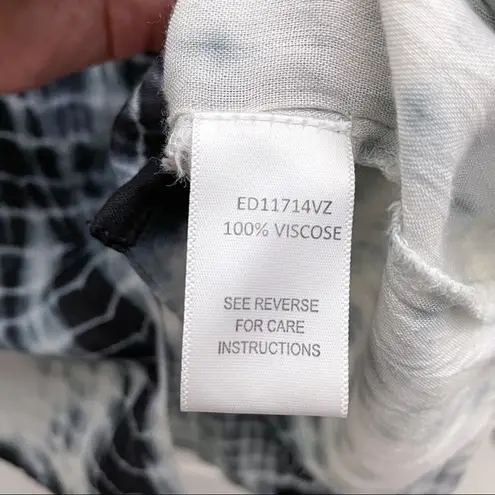 ED11714VZ
100% VISCOSE
SEE REVERSE
FOR CARE
INSTRUCTIONS